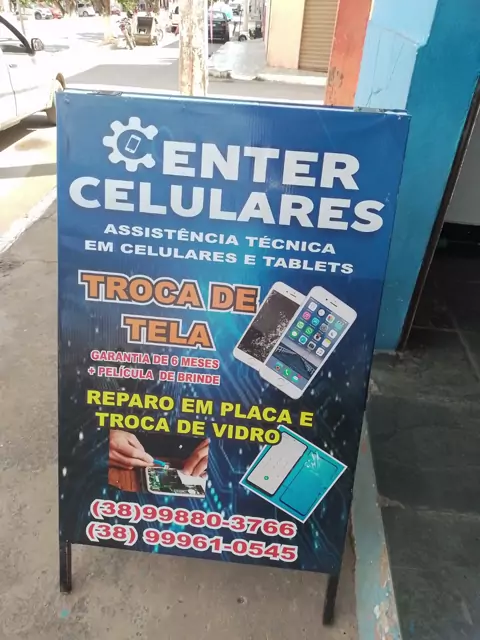 CENTER
CELULARES
ASSISTÊNCIA TÉCNICA
EM CELULARES E TABLETS
TROCA DE
TELA
GARANTIA DE 6 MESES
+ PELÍCULA DE BRINDE
REPARO EM PLACA E
TROCA DE VIDRO
(38)99880-3766
(38) 99961-0545